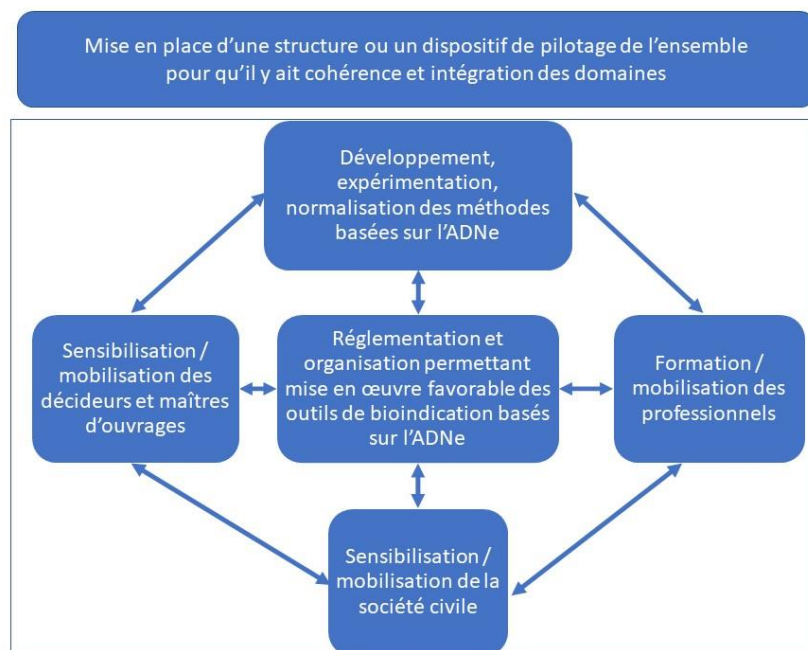 Mise en place d’une structure ou un dispositif de pilotage de l’ensemble
pour qu’il y ait cohérence et intégration des domaines
Développement,
expérimentation,
normalisation des méthodes
basées sur l’ADNe
Sensibilisation /
mobilisation des
décideurs et maîtres
d’ouvrages
Réglementation et
organisation permettant
mise en œuvre favorable des
outils de bioindication basés
sur l’ADNe
Formation /
mobilisation des
professionnels
Sensibilisation /
mobilisation de la
société civile